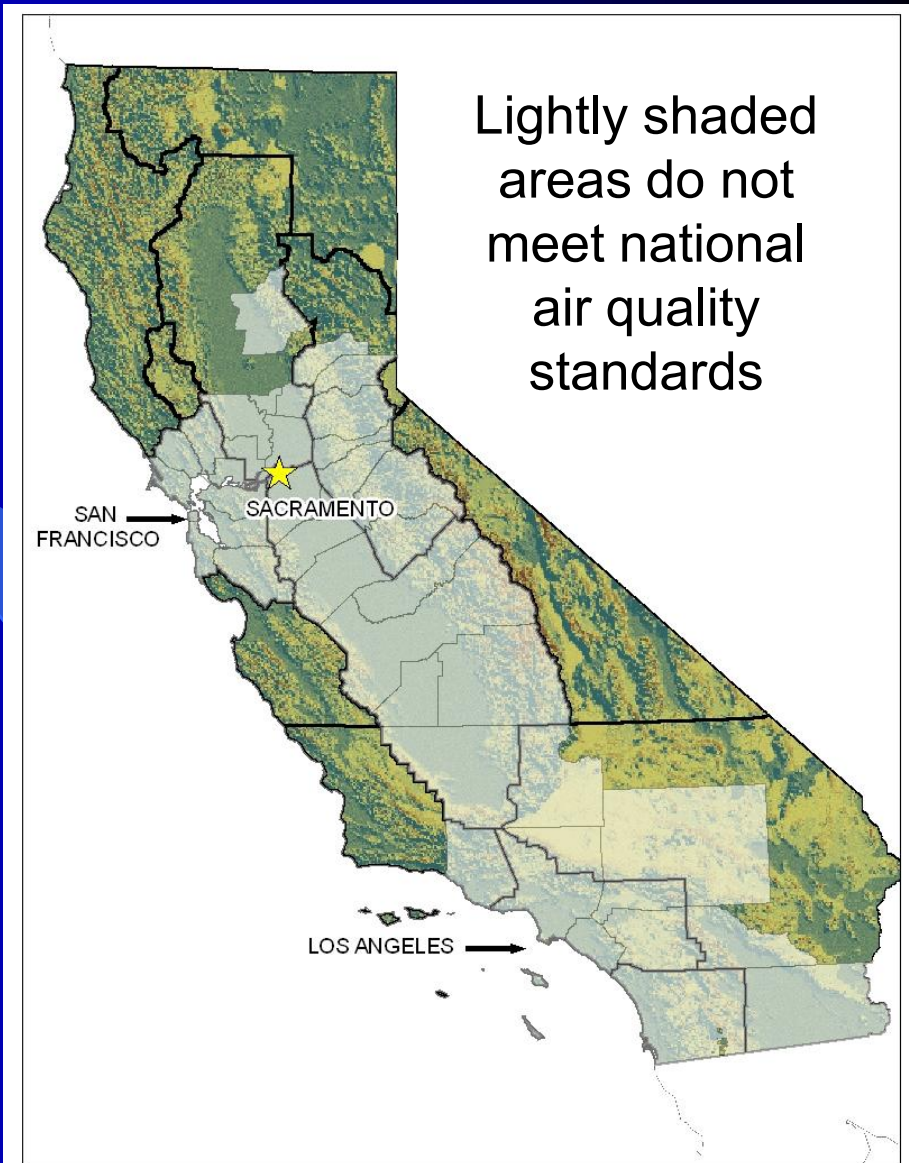 Lightly shaded
areas do not
meet national
air quality
standards
SACRAMENTO
SAN
FRANCISCO
LOS ANGELES